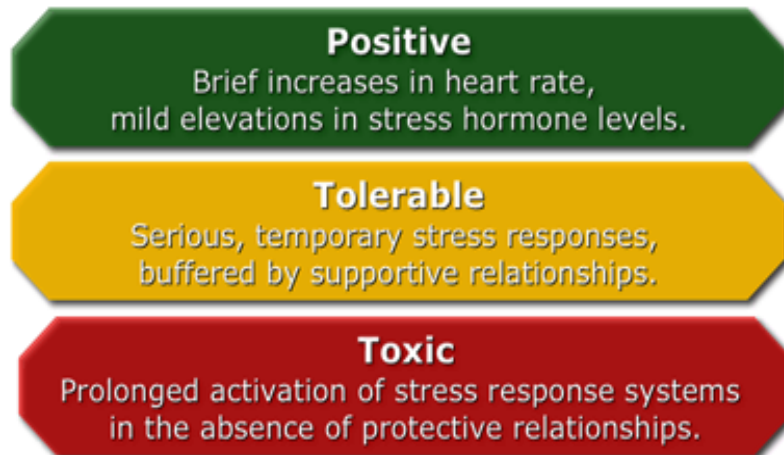 Positive
Brief increases in heart rate,
mild elevations in stress hormone levels.
Tolerable
Serious, temporary stress responses,
buffered by supportive relationships.
Toxic
Prolonged activation of stress response systems
in the absence of protective relationships.